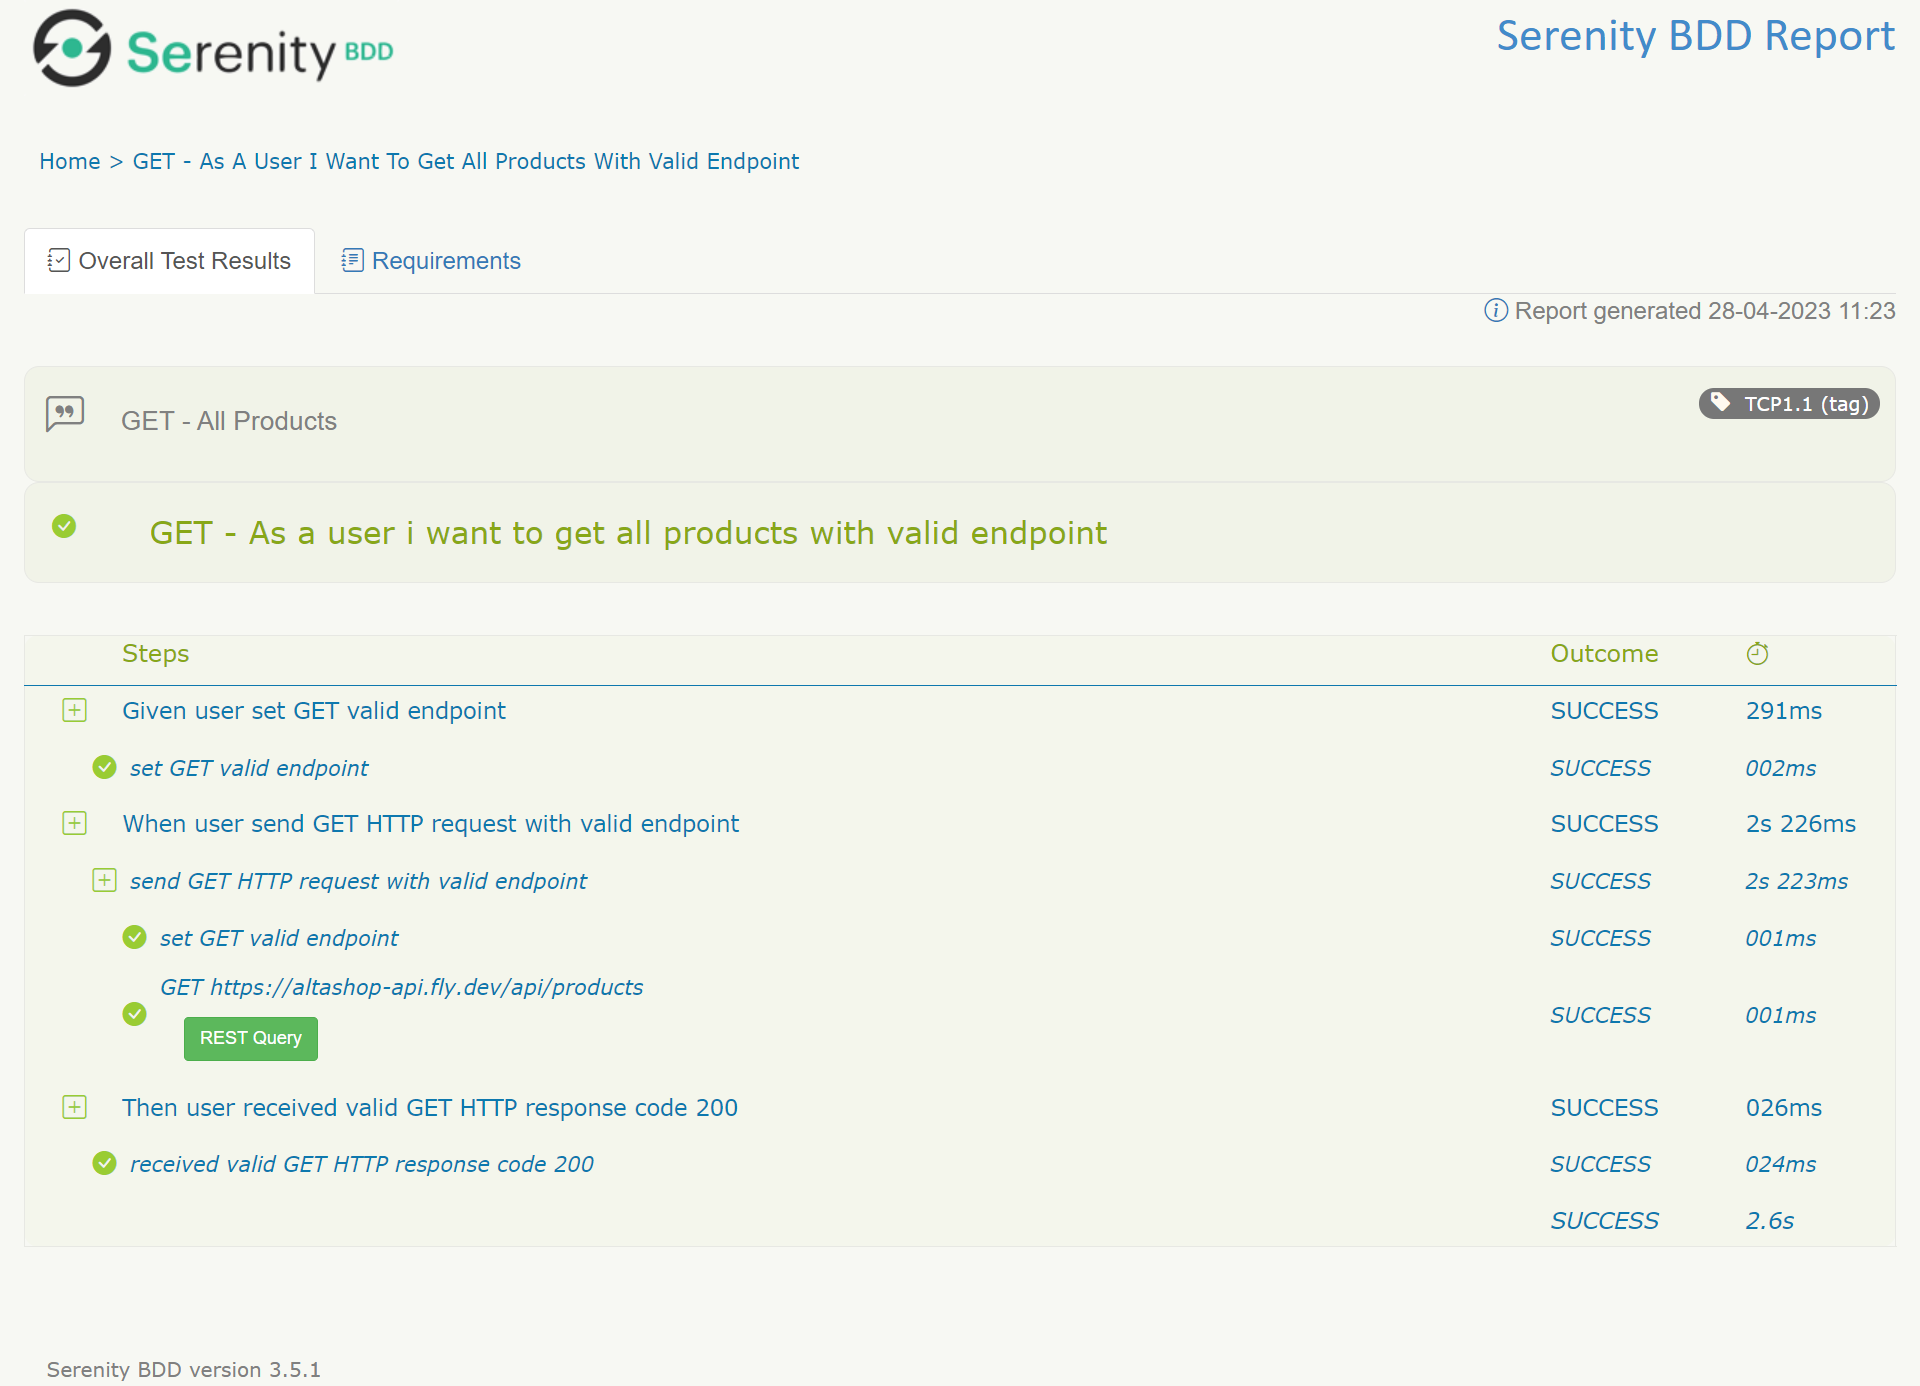 Serenity BDD
Serenity BDD Report
Home > GET - As A User I Want To Get All Products With Valid Endpoint
Overall Test Results
Requirements
Report generated 28-04-2023 11:23
GET - All Products
TCP1.1 (tag)
GET - As a user i want to get all products with valid endpoint
Steps Outcome
Given user set GET valid endpoint SUCCESS 291ms
set GET valid endpoint SUCCESS 002ms
When user send GET HTTP request with valid endpoint SUCCESS 2s 226ms
send GET HTTP request with valid endpoint SUCCESS 2s 223ms
set GET valid endpoint SUCCESS 001ms
GET https://altashop-api.fly.dev/api/products
SUCCESS 001ms
REST Query
Then user received valid GET HTTP response code 200 SUCCESS 026ms
received valid GET HTTP response code 200 SUCCESS 024ms
SUCCESS 2.6s
Serenity BDD version 3.5.1